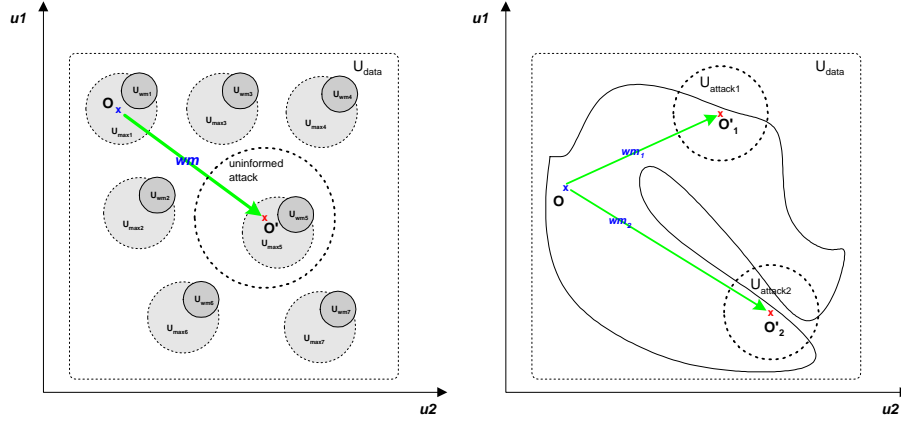 u1
U_data
U_wm1
U_wm3
U_wm4
O
x
U_max1
U_max3
U_max4
wm
uninformed
attack
U_wm2
U_max2
x
O'
U_wm5
U_max5
U_wm6
U_max6
U_wm7
U_max7
u2
u1
U_data
U_attack1
x
O'_1
wm_1
x
O
wm_2
U_attack2
x
O'_2
u2